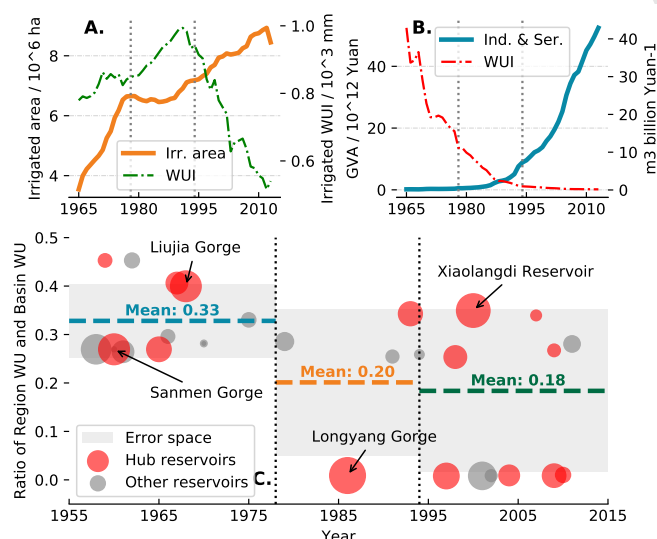 A.
8
6
4
Irrigated area / 10^6 ha
1.0
0.8
0.6
Irrigated WUI / 10^3 mm
Irr. area
WUI
1965 1980 1995 2010
B.
Ind. & Ser.
WUI
40
20
0
GVA / 10^12 Yuan
40
30
20
10
0
m3 billion Yuan-1
1965 1980 1995 2010
0.5
0.4
0.3
0.2
0.1
0.0
Ratio of Region WU and Basin WU
Liujia Gorge
Xiaolangdi Reservoir
Mean: 0.33
Mean: 0.20
Mean: 0.18
Sanmen Gorge
Longyang Gorge
Error space
Hub reservoirs
Other reservoirs
C.
1955 1965 1975 1985 1995 2005 2015
Year